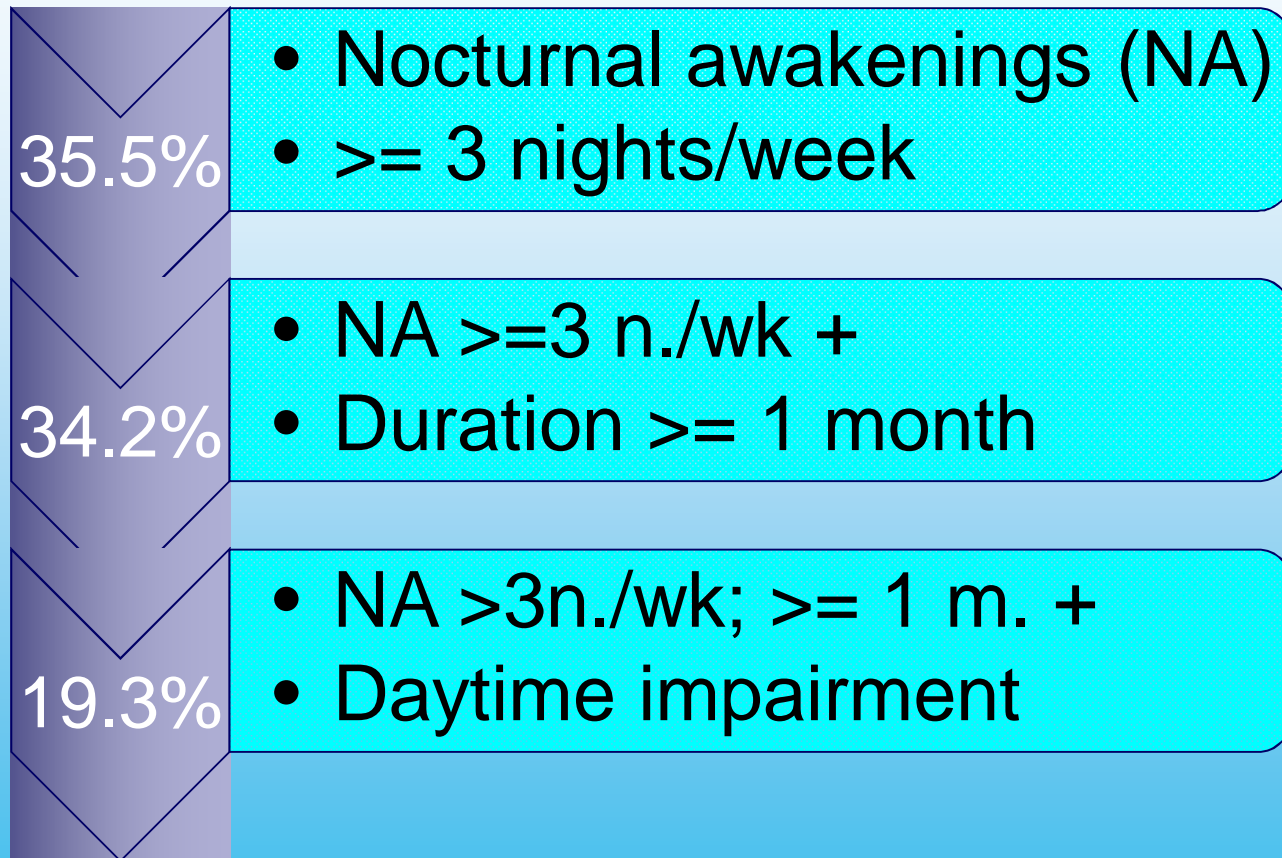 • Nocturnal awakenings (NA)
35.5%
• >= 3 nights/week
• NA >=3 n./wk +
34.2%
• Duration >= 1 month
• NA >3n./wk; >= 1 m. +
19.3%
• Daytime impairment